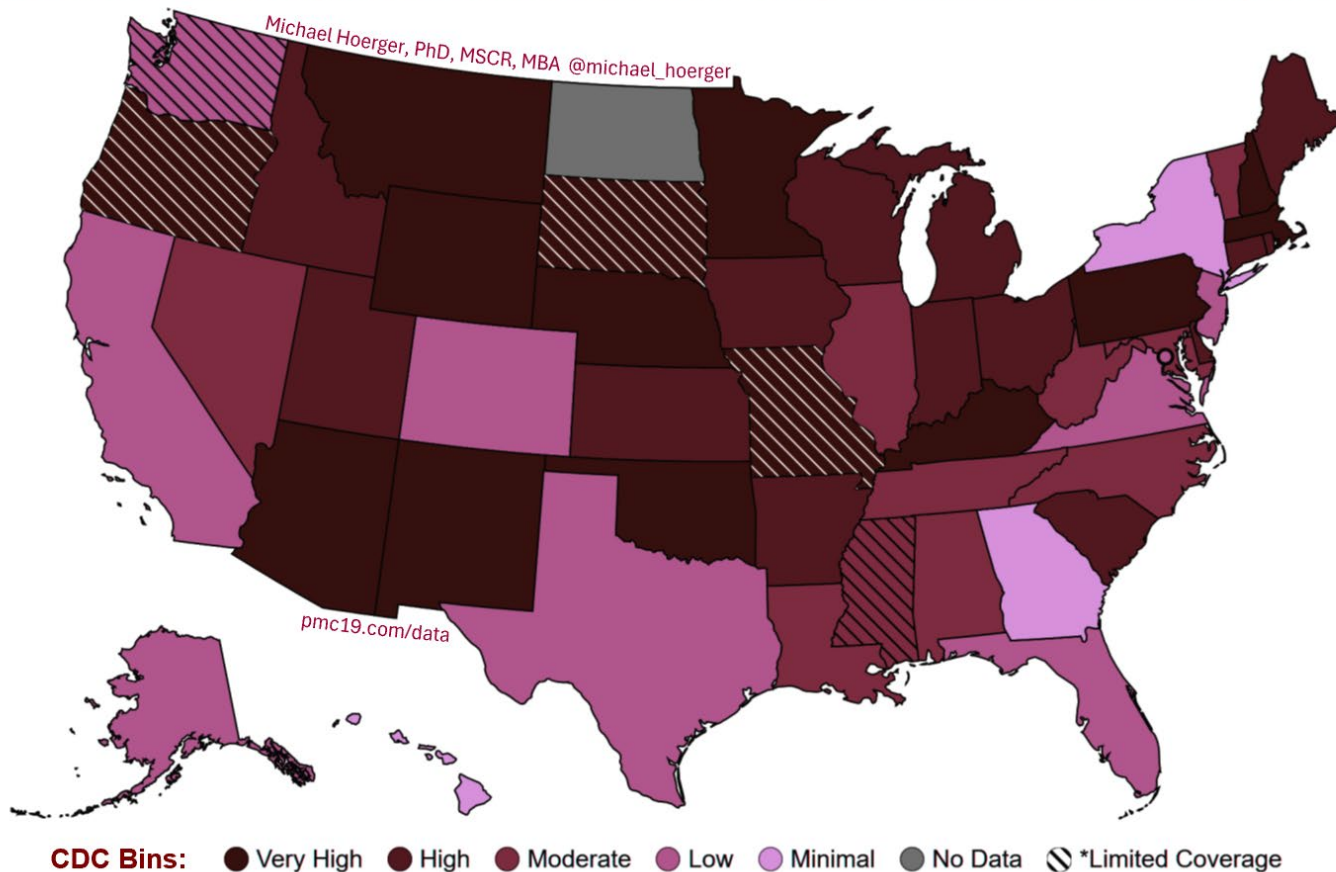 Michael Hoerger, PhD, MSCR, MBA @michael_hoerger
pmc19.com/data
CDC Bins: Very High High Moderate Low Minimal No Data *Limited Coverage